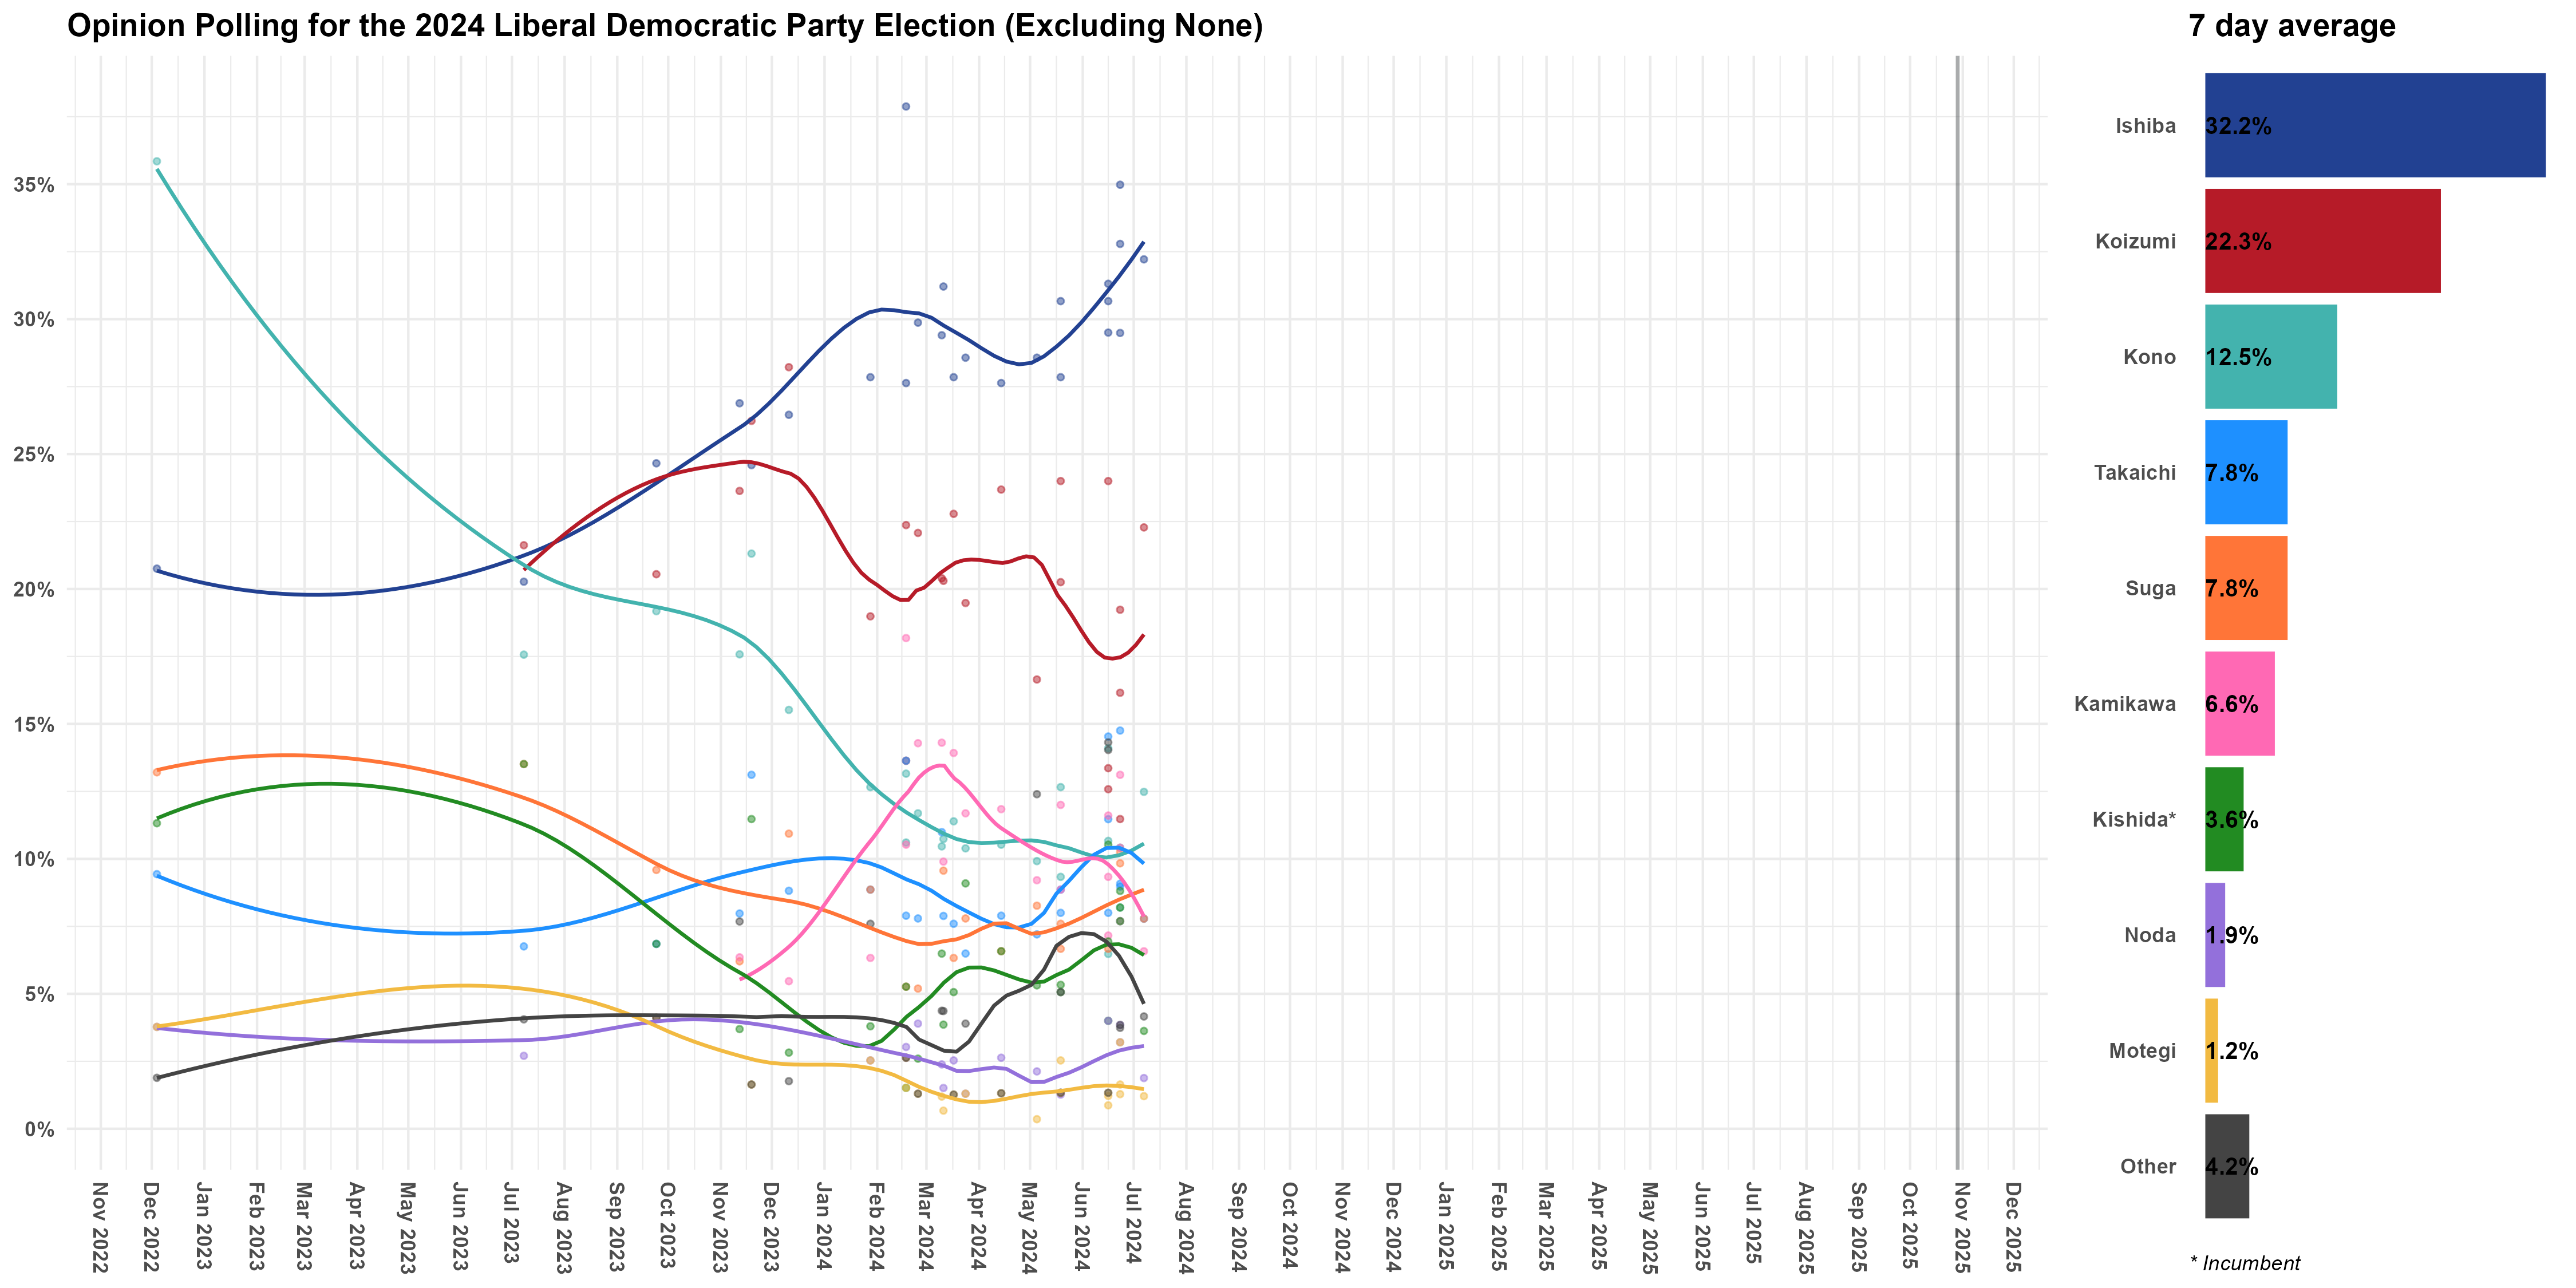 Opinion Polling for the 2024 Liberal Democratic Party Election (Excluding None)
7 day average
35%
30%
25%
20%
15%
10%
5%
0%
Nov 2022
Dec 2022
Jan 2023
Feb 2023
Mar 2023
Apr 2023
May 2023
Jun 2023
Jul 2023
Aug 2023
Sep 2023
Oct 2023
Nov 2023
Dec 2023
Jan 2024
Feb 2024
Mar 2024
Apr 2024
May 2024
Jun 2024
Jul 2024
Aug 2024
Sep 2024
Oct 2024
Nov 2024
Dec 2024
Jan 2025
Feb 2025
Mar 2025
Apr 2025
May 2025
Jun 2025
Jul 2025
Aug 2025
Sep 2025
Oct 2025
Nov 2025
Dec 2025
Ishiba 32.2%
Koizumi 22.3%
Kono 12.5%
Takaichi 7.8%
Suga 7.8%
Kamikawa 6.6%
Kishida* 3.6%
Noda 1.9%
Motegi 1.2%
Other 4.2%
* Incumbent